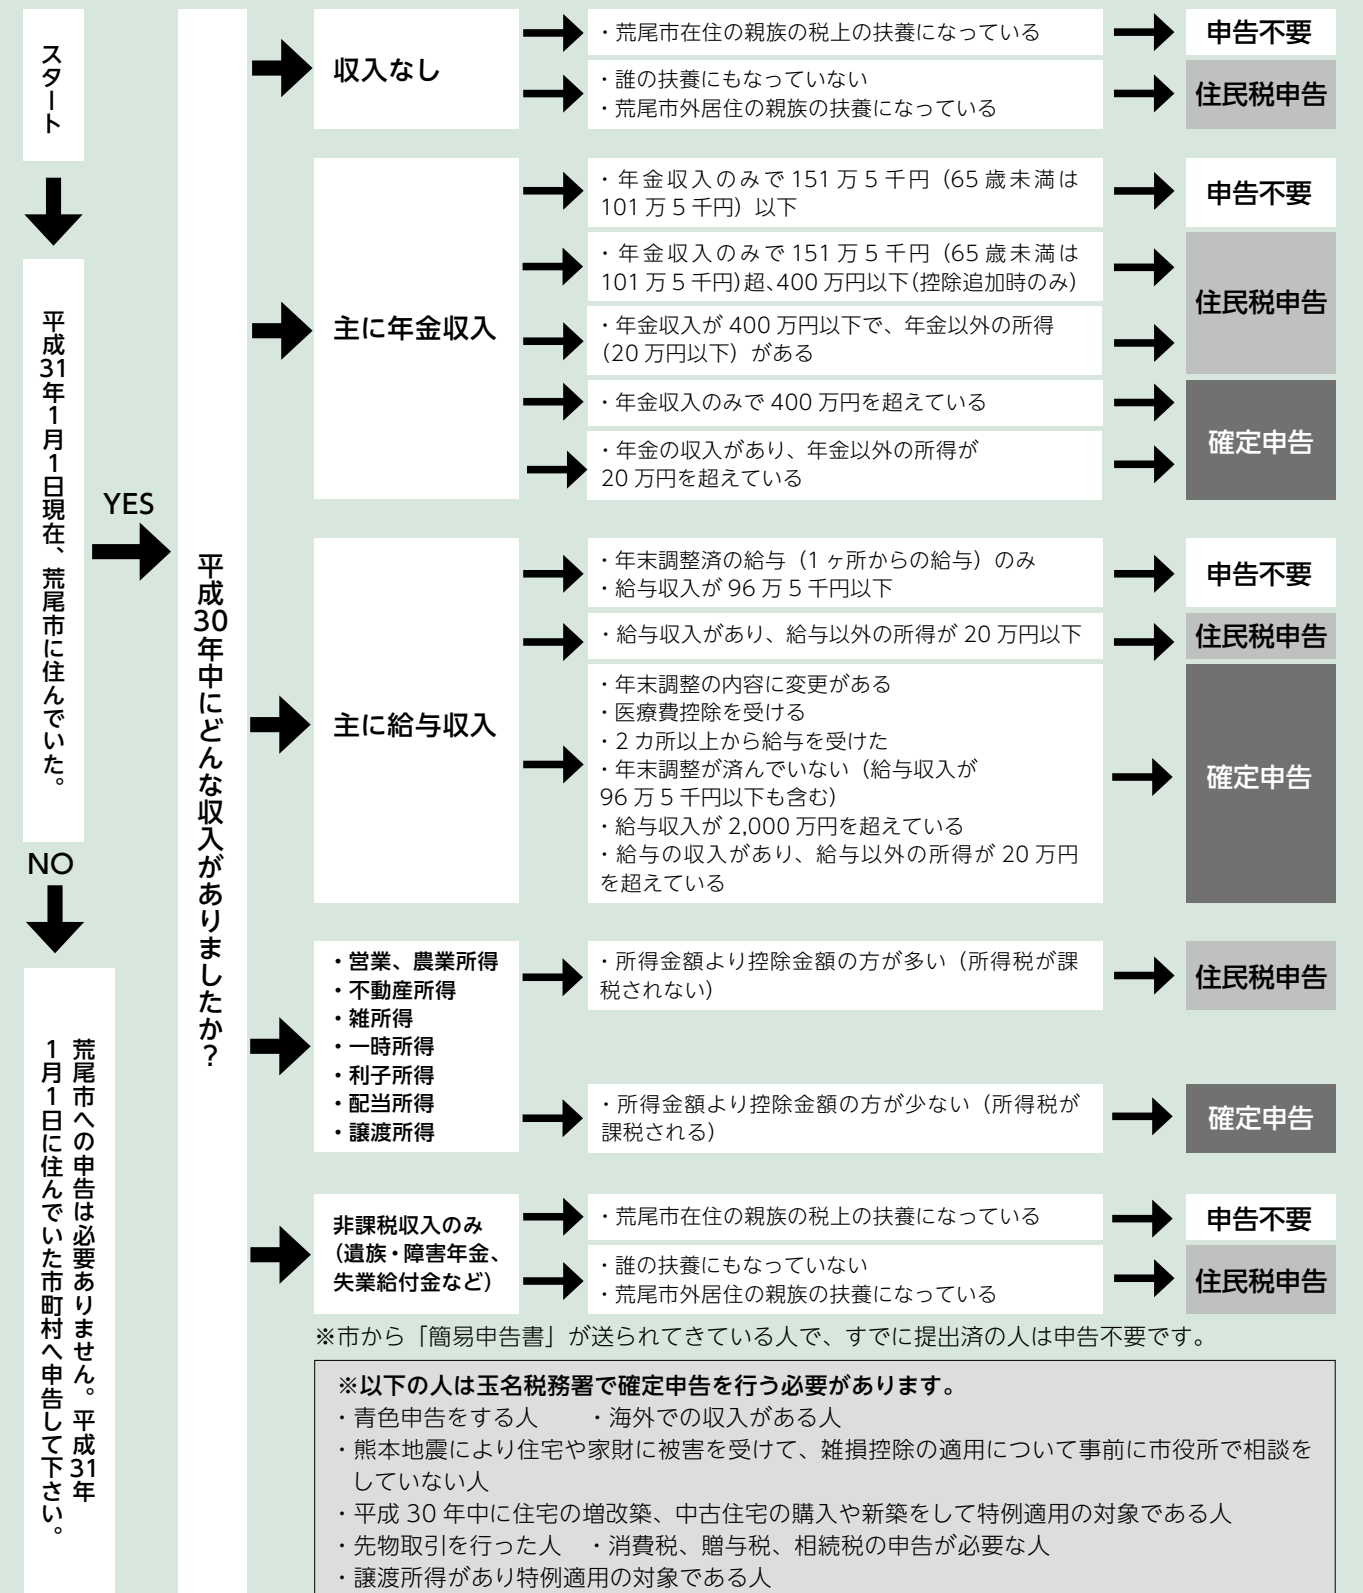 スタート
平成31年1月1日現在、荒尾市に住んでいた。
YES
NO
荒尾市への申告は必要ありません。平成31年
1月1日に住んでいた市町村へ申告して下さい。
平成30年中にどんな収入がありましたか？
収入なし
・荒尾市在住の親族の税上の扶養になっている
申告不要
・誰の扶養にもなっていない
・荒尾市外居住の親族の扶養になっている
住民税申告
主に年金収入
・年金収入のみで151万5千円（65歳未満は
101万5千円）以下
申告不要
・年金収入のみで151万5千円（65歳未満は
101万5千円）超、400万円以下（控除追加時のみ）
・年金収入が400万円以下で、年金以外の所得
（20万円以下）がある
住民税申告
・年金収入のみで400万円を超えている
・年金の収入があり、年金以外の所得が
20万円を超えている
確定申告
主に給与収入
・年末調整済の給与（1ヶ所からの給与）のみ
・給与収入が96万5千円以下
申告不要
・給与収入があり、給与以外の所得が20万円以下
住民税申告
・年末調整の内容に変更がある
・医療費控除を受ける
・2カ所以上から給与を受けた
・年末調整が済んでいない（給与収入が
96万5千円以下も含む）
・給与収入が2,000万円を超えている
・給与の収入があり、給与以外の所得が20万円
を超えている
確定申告
・営業、農業所得
・不動産所得
・雑所得
・一時所得
・利子所得
・配当所得
・譲渡所得
・所得金額より控除金額の方が多い（所得税が課
税されない）
住民税申告
・所得金額より控除金額の方が少ない（所得税が
課税される）
確定申告
非課税収入のみ
（遺族・障害年金、
失業給付金など）
・荒尾市在住の親族の税上の扶養になっている
申告不要
・誰の扶養にもなっていない
・荒尾市外居住の親族の扶養になっている
住民税申告
※市から「簡易申告書」が送られてきている人で、すでに提出済の人は申告不要です。
※以下の人は玉名税務署で確定申告を行う必要があります。
・青色申告をする人　・海外での収入がある人
・熊本地震により住宅や家財に被害を受けて、雑損控除の適用について事前に市役所で相談を
していない人
・平成30年中に住宅の増改築、中古住宅の購入や新築をして特例適用の対象である人
・先物取引を行った人　・消費税、贈与税、相続税の申告が必要な人
・譲渡所得があり特例適用の対象である人